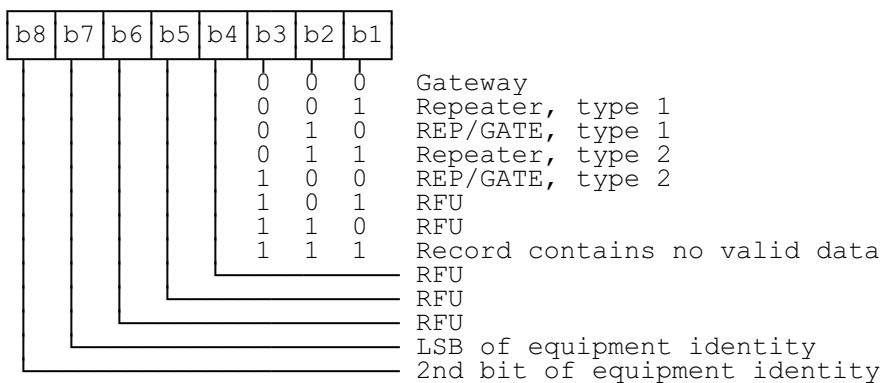 b8 b7 b6 b5 b4 b3 b2 b1
0 0 0 Gateway
0 0 1 Repeater, type 1
0 1 0 REP/GATE, type 1
0 1 1 Repeater, type 2
1 0 0 REP/GATE, type 2
1 0 1 RFU
1 1 0 RFU
1 1 1 Record contains no valid data
RFU
RFU
RFU
LSB of equipment identity
2nd bit of equipment identity